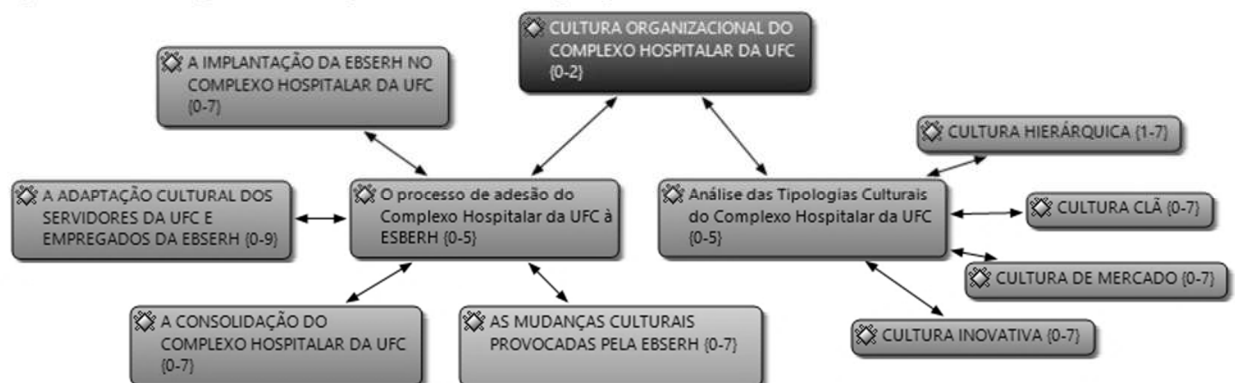 CULTURA ORGANIZACIONAL DO
COMPLEXO HOSPITALAR DA UFC
{0-2}
A IMPLANTAÇÃO DA EBSERH NO
COMPLEXO HOSPITALAR DA UFC
{0-7}
CULTURA HIERÁRQUICA {1-7}
A ADAPTAÇÃO CULTURAL DOS
SERVIDORES DA UFC E
EMPREGADOS DA EBSERH {0-9}
O processo de adesão do
Complexo Hospitalar da UFC à
ESBERH {0-5}
Análise das Tipologias Culturais
do Complexo Hospitalar da UFC
{0-5}
CULTURA CLÃ {0-7}
CULTURA DE MERCADO {0-7}
A CONSOLIDAÇÃO DO
COMPLEXO HOSPITALAR DA UFC
{0-7}
AS MUDANÇAS CULTURAIS
PROVOCADAS PELA EBSERH {0-7}
CULTURA INOVATIVA {0-7}